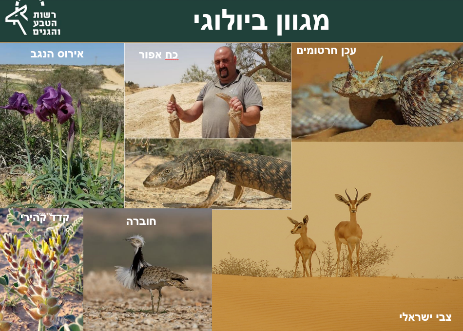 רשות
הטבע
והגנים
מגוון ביולוגי
אירוס הנגב
כח אפור
עכן חרטומים
קדד קהירי
חוברה
צבי ישראלי